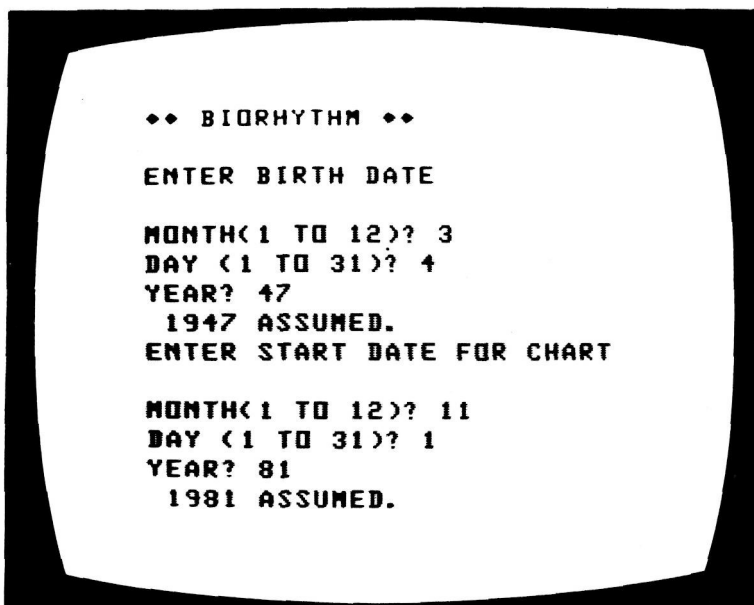 ♦♦ BIORHYTHM ♦♦
ENTER BIRTH DATE
MONTH(1 TO 12)? 3
DAY (1 TO 31)? 4
YEAR? 47
1947 ASSUMED.
ENTER START DATE FOR CHART
MONTH(1 TO 12)? 11
DAY (1 TO 31)? 1
YEAR? 81
1981 ASSUMED.